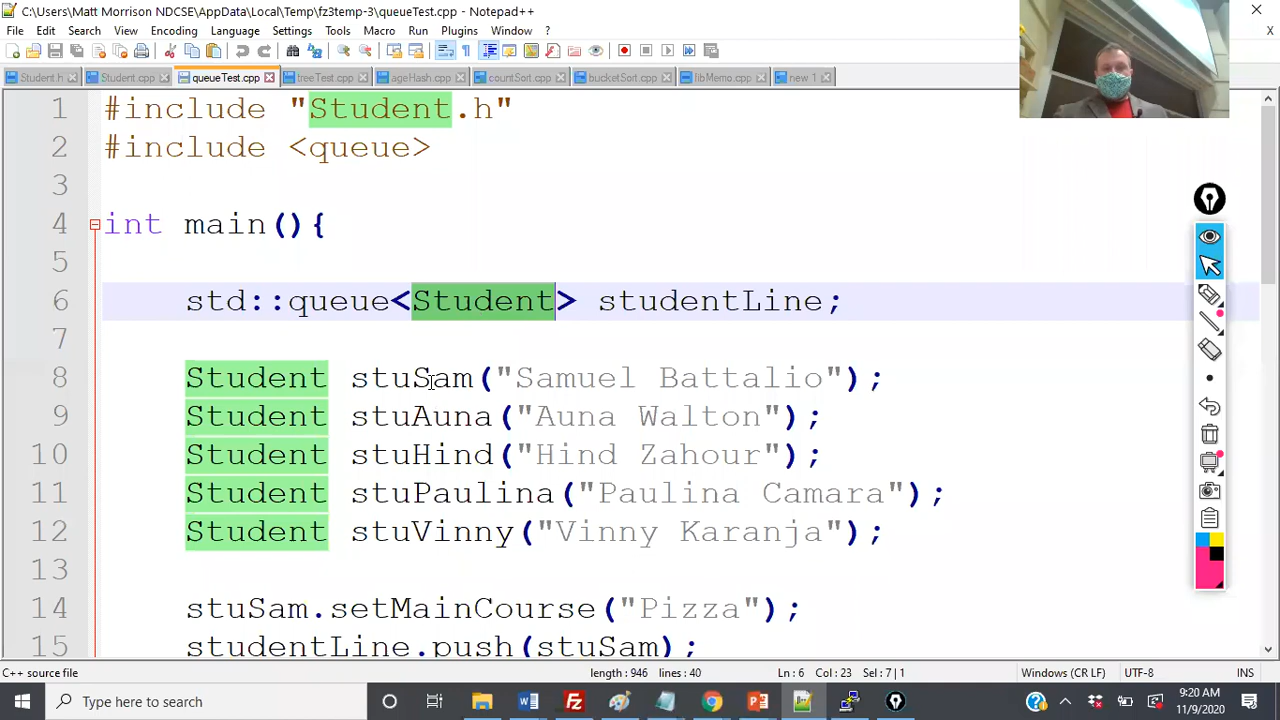 C:\Users\Matt Morrison NDCSE\AppData\Local\Temp\fz3temp-3\queueTest.cpp - Notepad++
File Edit Search View Encoding Language Settings Tools Macro Run Plugins Window ?
X
Student.h Student.cpp queueTest.cpp treeTest.cpp ageHash.cpp countSort.cpp bucketSort.cpp fibMemo.cpp new 1
1 #include "Student.h"
2 #include <queue>
3
4 int main(){
5
6 std::queue<Student> studentLine;
7
8 Student stuSam("Samuel Battalio");
9 Student stuAuna("Auna Walton");
10 Student stuHind("Hind Zahour");
11 Student stuPaulina("Paulina Camara");
12 Student stuVinny("Vinny Karanja");
13
14 stuSam.setMainCourse("Pizza");
15 studentLine.push(stuSam);
C++ source file length : 946 lines : 40 Ln : 6 Col : 23 Sel : 7 | 1 Windows (CR LF) UTF-8 INS
Type here to search 9:20 AM
11/9/2020